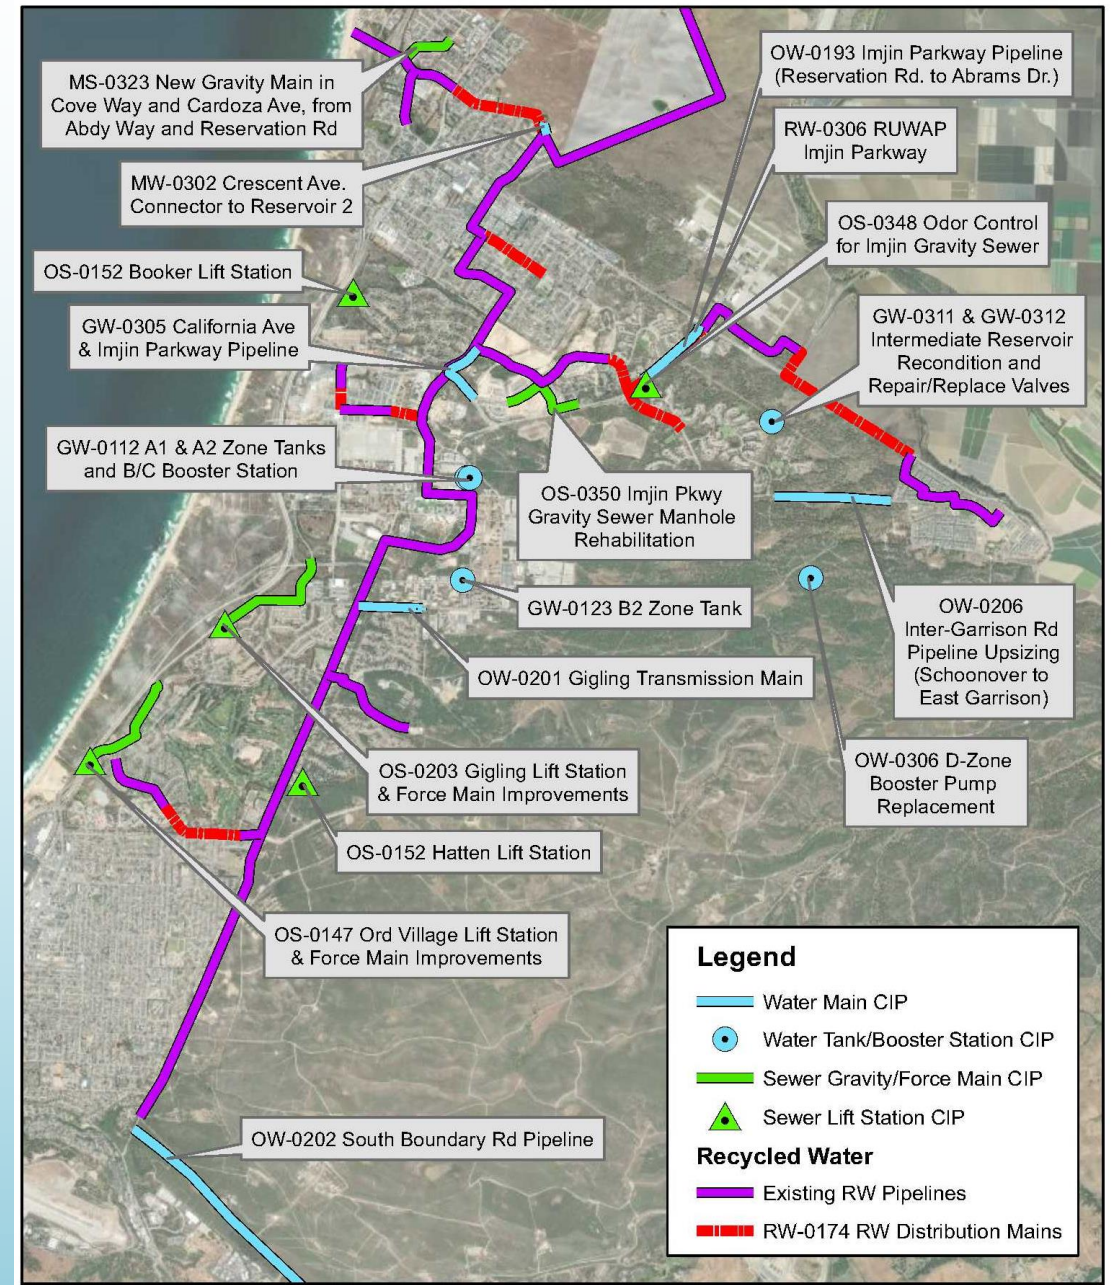 MS-0323 New Gravity Main in
Cove Way and Cardoza Ave, from
Abdy Way and Reservation Rd
MW-0302 Crescent Ave.
Connector to Reservoir 2
OS-0152 Booker Lift Station
GW-0305 California Ave
& Imjin Parkway Pipeline
GW-0112 A1 & A2 Zone Tanks
and B/C Booster Station
OW-0193 Imjin Parkway Pipeline
(Reservation Rd. to Abrams Dr.)
RW-0306 RUWAP
Imjin Parkway
OS-0348 Odor Control
for Imjin Gravity Sewer
GW-0311 & GW-0312
Intermediate Reservoir
Recondition and
Repair/Replace Valves
OS-0350 Imjin Pkwy
Gravity Sewer Manhole
Rehabilitation
GW-0123 B2 Zone Tank
OW-0206
Inter-Garrison Rd
Pipeline Upsizing
(Schoonover to
East Garrison)
OW-0201 Gigling Transmission Main
OS-0203 Gigling Lift Station
& Force Main Improvements
OW-0306 D-Zone
Booster Pump
Replacement
OS-0152 Hatten Lift Station
OS-0147 Ord Village Lift Station
& Force Main Improvements
OW-0202 South Boundary Rd Pipeline
Legend
Water Main CIP
Water Tank/Booster Station CIP
Sewer Gravity/Force Main CIP
Sewer Lift Station CIP
Recycled Water
Existing RW Pipelines
RW-0174 RW Distribution Mains